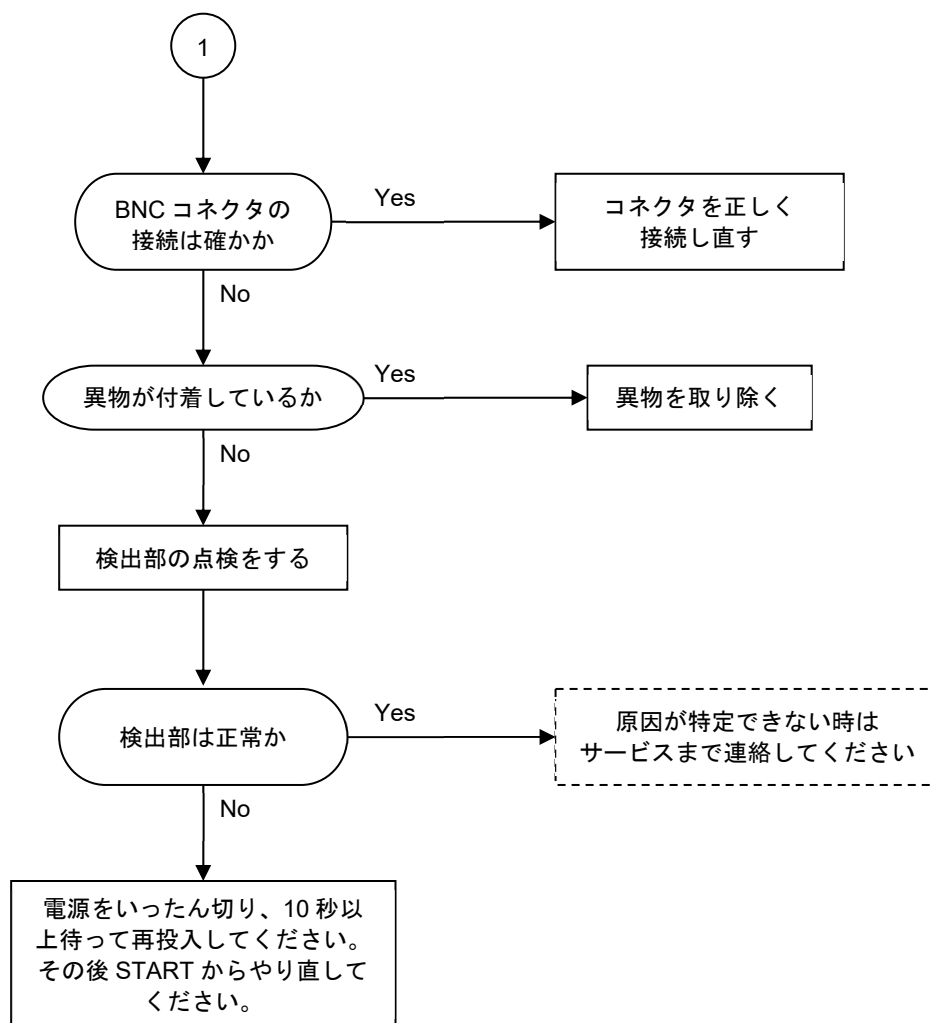 1
BNC コネクタの
接続は確かか
Yes
コネクタを正しく
接続し直す
No
異物が付着しているか
Yes
異物を取り除く
No
検出部の点検をする
検出部は正常か
Yes
原因が特定できない時は
サービスまで連絡してください
No
電源をいったん切り、10 秒以
上待って再投入してください。
その後 START からやり直して
ください。